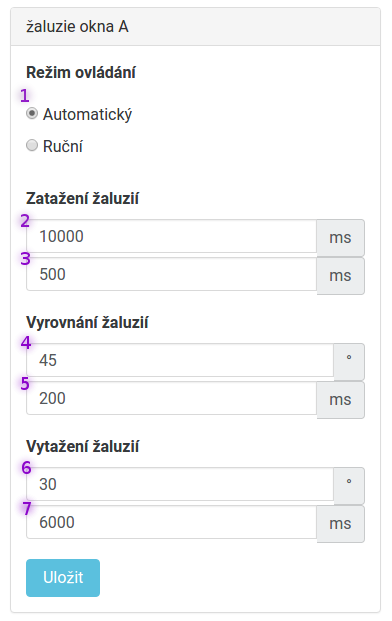 žaluzie okna A
Režim ovládání
1
Automatický
Ruční
Zatažení žaluzií
2 10000 ms
3 500 ms
Vyrovnání žaluzií
4 45 °
5 200 ms
Vytažení žaluzií
6 30 °
7 6000 ms
Uložit